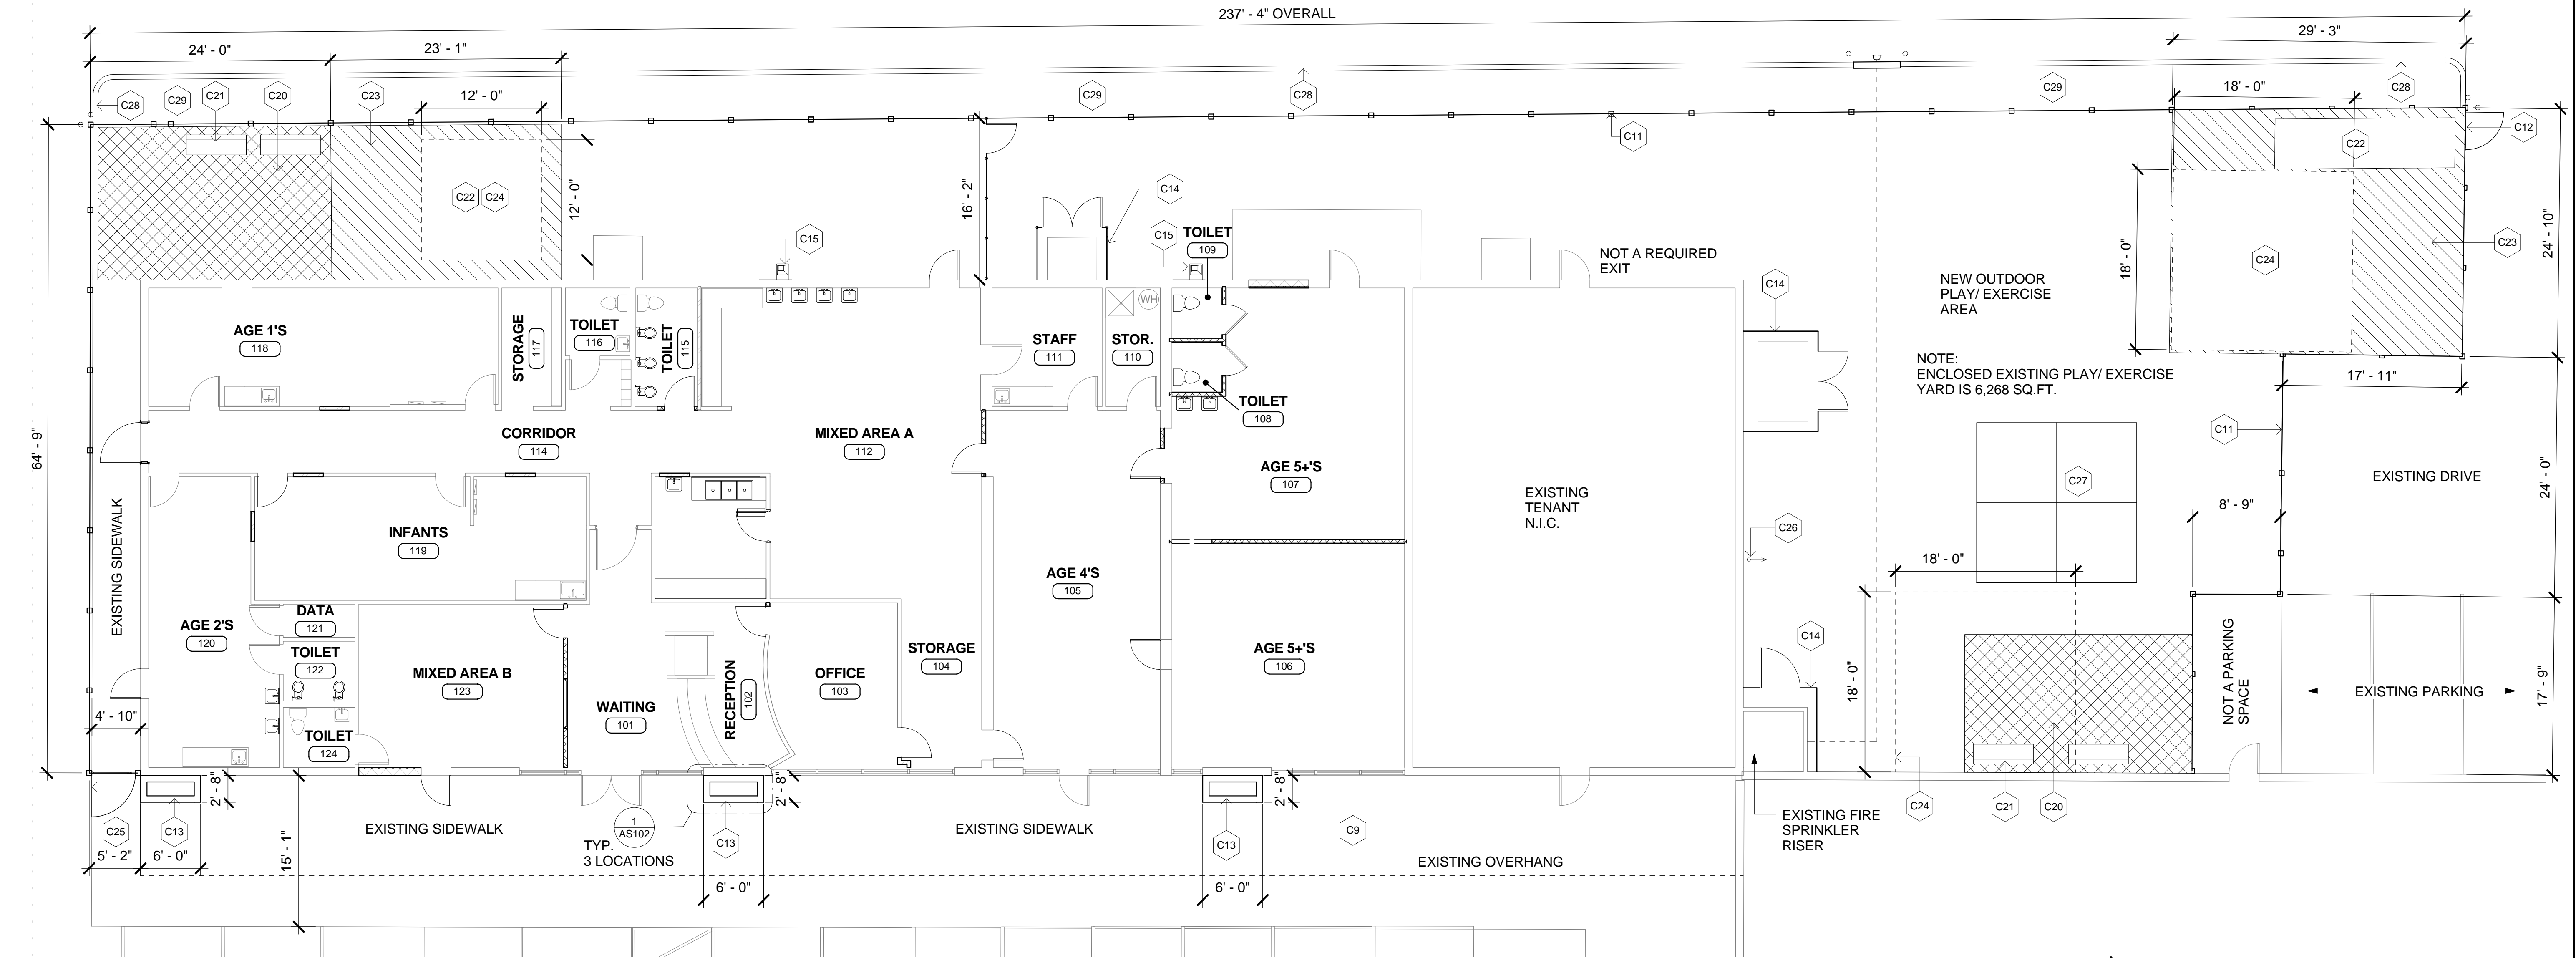 237' - 4" OVERALL
24' - 0"
23' - 1"
29' - 3"
C28
C29
C21
C20
C23
12' - 0"
C29
C28
C29
18' - 0"
C28
C11
C12
C22
C22
C24
12' - 0"
16' - 2"
C14
C15
C15
TOILET
109
NOT A REQUIRED
EXIT
C14
NEW OUTDOOR
PLAY/ EXERCISE
AREA
18' - 0"
C24
C23
24' - 10"
AGE 1'S
118
STORAGE
117
TOILET
116
TOILET
115
STAFF
111
STOR.
110
WH
NOTE:
ENCLOSED EXISTING PLAY/ EXERCISE
YARD IS 6,268 SQ.FT.
17' - 11"
TOILET
108
64' - 9"
CORRIDOR
114
MIXED AREA A
112
C11
AGE 5+'S
107
EXISTING
TENANT
N.I.C.
C27
EXISTING DRIVE
24' - 0"
8' - 9"
EXISTING SIDEWALK
INFANTS
119
C26
18' - 0"
AGE 4'S
105
DATA
121
AGE 2'S
120
TOILET
122
MIXED AREA B
123
STORAGE
104
AGE 5+'S
106
C14
OFFICE
103
RECEPTION
102
WAITING
101
18' - 0"
NOT A PARKING
SPACE
EXISTING PARKING
17' - 9"
4' - 10"
TOILET
124
2' - 8"
2' - 8"
2' - 8"
C25
C13
EXISTING SIDEWALK
1
AS102
TYP.
3 LOCATIONS
C13
EXISTING SIDEWALK
C13
C9
EXISTING FIRE
SPRINKLER
RISER
C24
C21
C20
5' - 2"
6' - 0"
15' - 1"
EXISTING OVERHANG
6' - 0"
6' - 0"